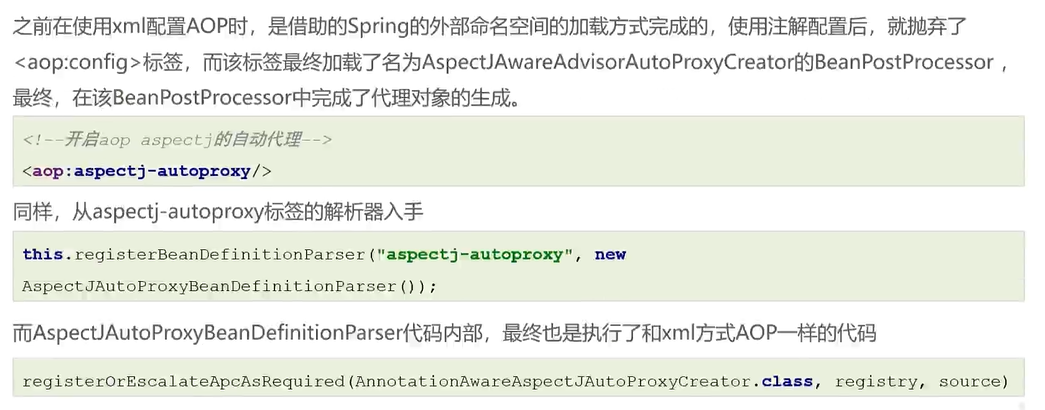 之前在使用xml配置AOP时，是借助的Spring的外部命名空间的加载方式完成的，使用注解配置后，就抛弃了
<aop:config>标签，而该标签最终加载了名为AspectJAwareAdvisorAutoProxyCreator的BeanPostProcessor ，
最终，在该BeanPostProcessor中完成了代理对象的生成。
<!--开启aop aspectj的自动代理-->
<aop:aspectj-autoproxy/>
同样，从aspectj-autoproxy标签的解析器入手
this.registerBeanDefinitionParser("aspectj-autoproxy", new
AspectJAutoProxyBeanDefinitionParser());
而AspectJAutoProxyBeanDefinitionParser代码内部，最终也是执行了和xml方式AOP一样的代码
registerOrEscalateApcAsRequired(AnnotationAwareAspectJAutoProxyCreator.class, registry, source)